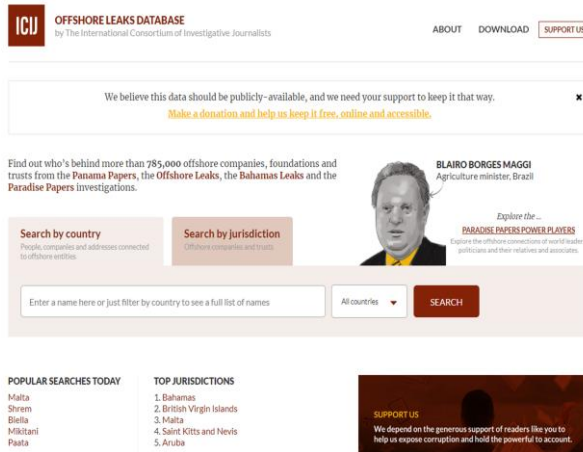 ICIJ
OFFSHORE LEAKS DATABASE
by The International Consortium of Investigative Journalists
ABOUT DOWNLOAD SUPPORT US
We believe this data should be publicly-available, and we need your support to keep it that way.
Make a donation and help us keep it free, online and accessible.
Find out who's behind more than 785,000 offshore companies, foundations and
trusts from the Panama Papers, the Offshore Leaks, the Bahamas Leaks and the
Paradise Papers investigations.
BLAIRO BORGES MAGGI
Agriculture minister, Brazil
Explore the ...
PARADISE PAPERS POWER PLAYERS
Explore the offshore connections of world leader
politicians and their relatives and associates.
Search by country
People, companies and addresses connected
to offshore entities
Search by jurisdiction
Offshore companies and trusts
Enter a name here or just filter by country to see a full list of names
All countries
SEARCH
POPULAR SEARCHES TODAY
Malta
Shrem
Biella
Mikitani
Paata
TOP JURISDICTIONS
1. Bahamas
2. British Virgin Islands
3. Malta
4. Saint Kitts and Nevis
5. Aruba
SUPPORT US
We depend on the generous support of readers like you to
help us expose corruption and hold the powerful to account.